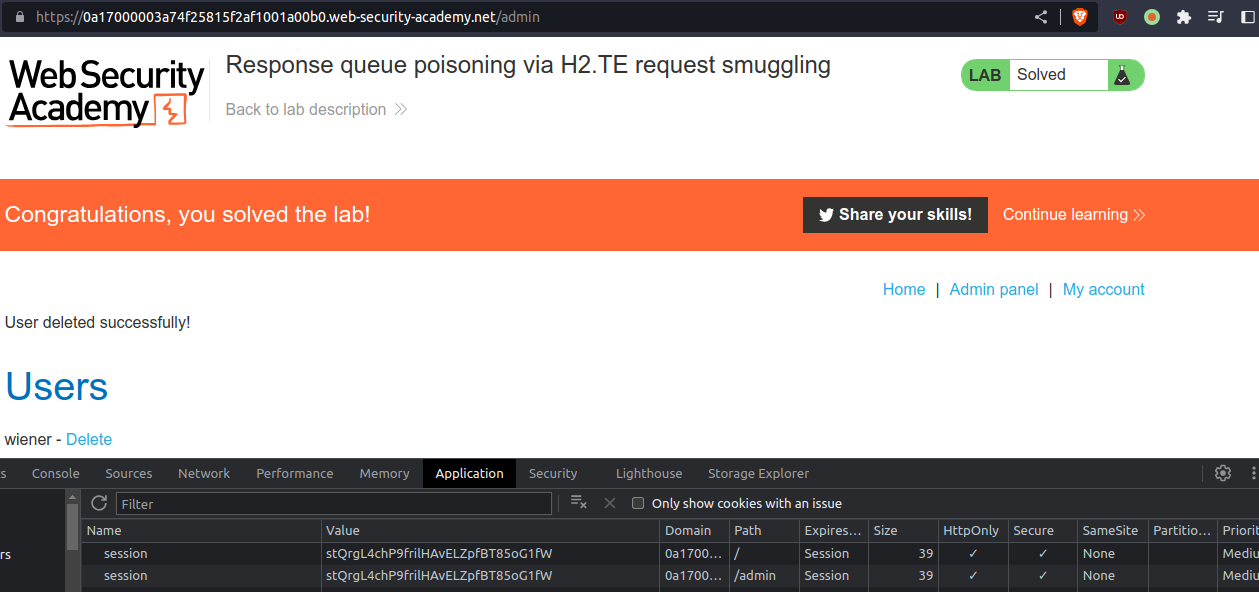 https://0a17000003a74f25815f2af1001a00b0.web-security-academy.net/admin
Web Security
Academy
Response queue poisoning via H2.TE request smuggling
Back to lab description
LAB Solved
Congratulations, you solved the lab!
Share your skills! Continue learning
Home | Admin panel | My account
User deleted successfully!
Users
wiener - Delete
s Console Sources Network Performance Memory Application Security Lighthouse Storage Explorer
Filter Only show cookies with an issue
Name Value Domain Path Expires... Size HttpOnly Secure SameSite Partitio... Priorit
rs
session stQrgL4chP9frilHAvELZpfBT85oG1fW 0a1700... / Session 39 ✓ ✓ None Mediu
session stQrgL4chP9frilHAvELZpfBT85oG1fW 0a1700... /admin Session 39 ✓ ✓ None Mediu